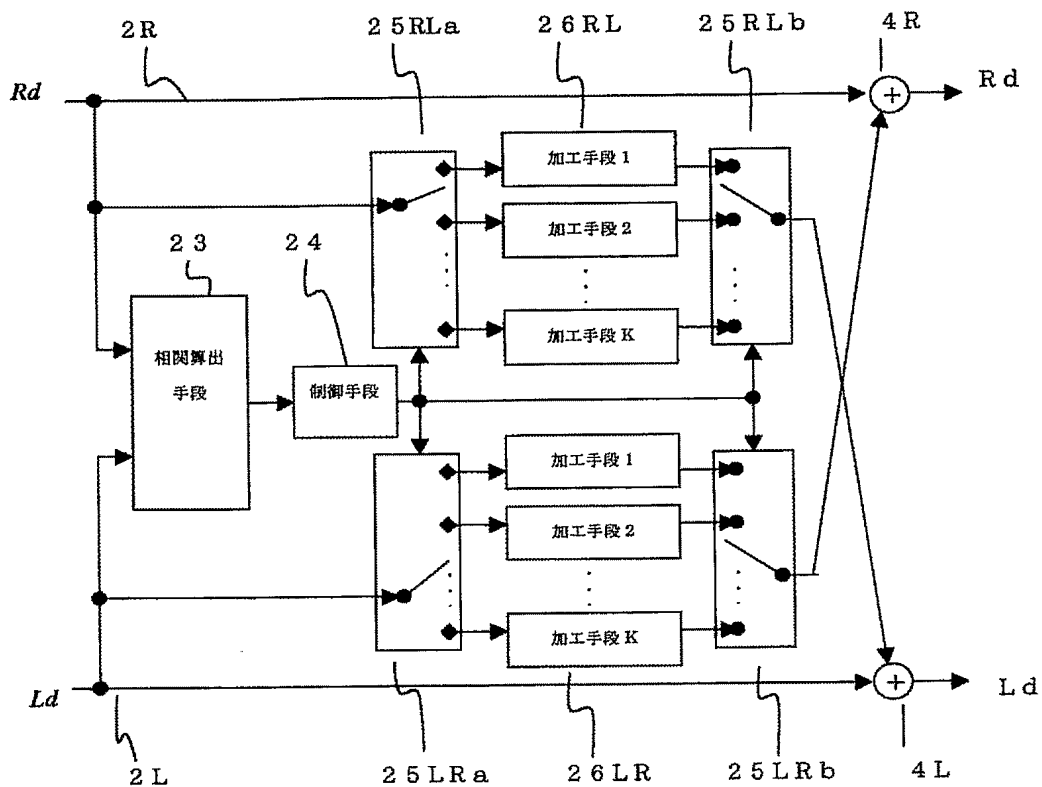 2R
25RLa
26RL
25RLb
4R
Rd
Rd
加工手段1
加工手段2
加工手段K
23
24
相関算出
手段
制御手段
加工手段1
加工手段2
加工手段K
Ld
Ld
2L
25LRa
26LR
25LRb
4L